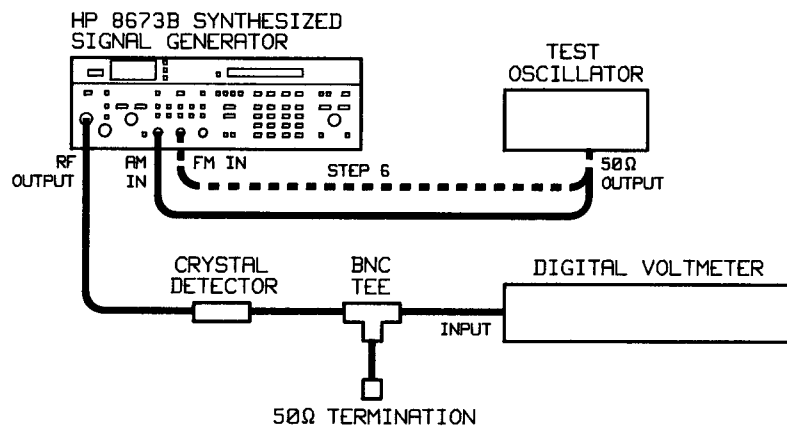 HP 8673B SYNTHESIZED
SIGNAL GENERATOR
TEST
OSCILLATOR
RF
OUTPUT
AM
IN
FM IN
STEP 6
50Ω
OUTPUT
CRYSTAL
DETECTOR
BNC
TEE
DIGITAL VOLTMETER
INPUT
50Ω TERMINATION